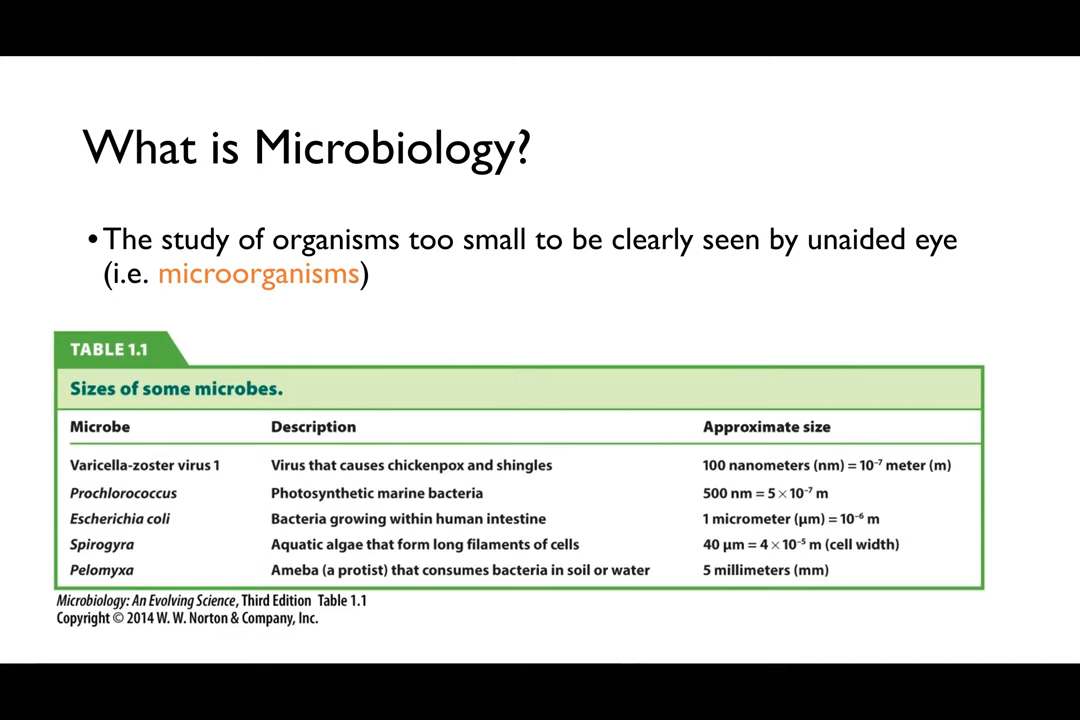 What is Microbiology?
•The study of organisms too small to be clearly seen by unaided eye
(i.e. microorganisms)
TABLE 1.1
Sizes of some microbes.
Microbe Description Approximate size
Varicella-zoster virus 1 Virus that causes chickenpox and shingles 100 nanometers (nm) = 10⁻⁷ meter (m)
Prochlorococcus Photosynthetic marine bacteria 500 nm = 5 × 10⁻⁷ m
Escherichia coli Bacteria growing within human intestine 1 micrometer (μm) = 10⁻⁶ m
Spirogyra Aquatic algae that form long filaments of cells 40 μm = 4 × 10⁻⁵ m (cell width)
Pelomyxa Ameba (a protist) that consumes bacteria in soil or water 5 millimeters (mm)
Microbiology: An Evolving Science, Third Edition Table 1.1
Copyright © 2014 W. W. Norton & Company, Inc.